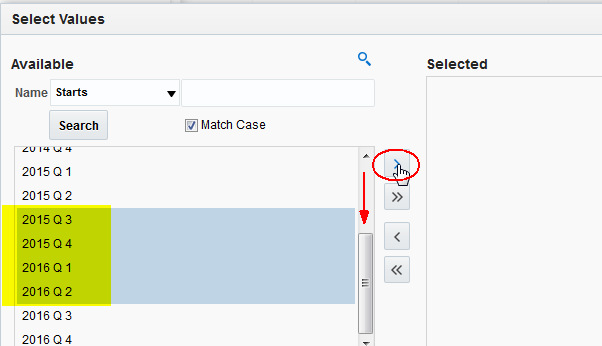 Select Values
Available
Selected
Name Starts
Search Match Case
2014 Q 4
2015 Q 1
2015 Q 2
2015 Q 3
2015 Q 4
2016 Q 1
2016 Q 2
2016 Q 3
2016 Q 4